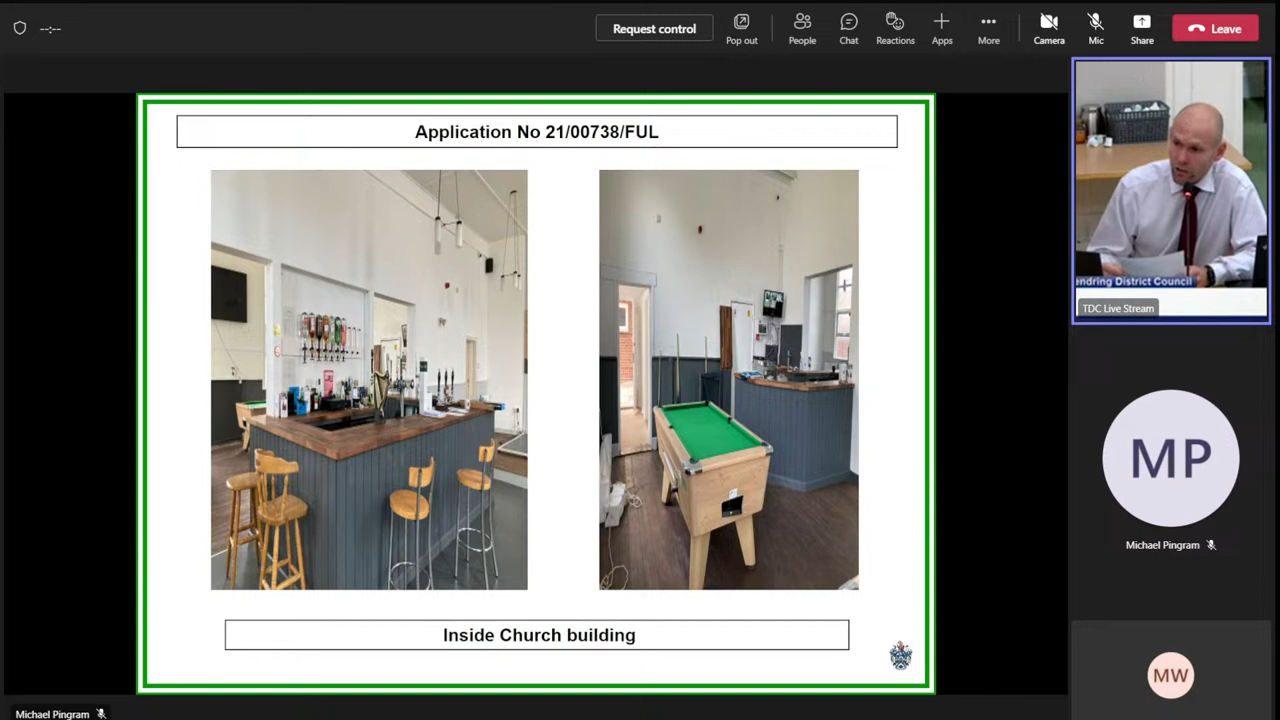 --:--
Request control
Pop out
People
Chat
Reactions
Apps
More
Camera
Mic
Share
Leave
Application No 21/00738/FUL
endring District Council
TDC Live Stream
MP
Michael Pingram
Inside Church building
MW
Michael Pingram